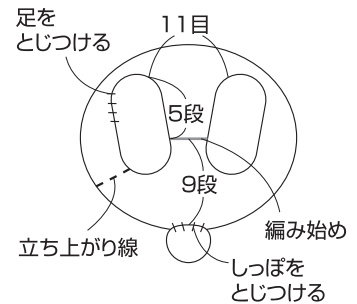 足を
とじつける
11目
5段
9段
編み始め
立ち上がり線
しっぽを
とじつける